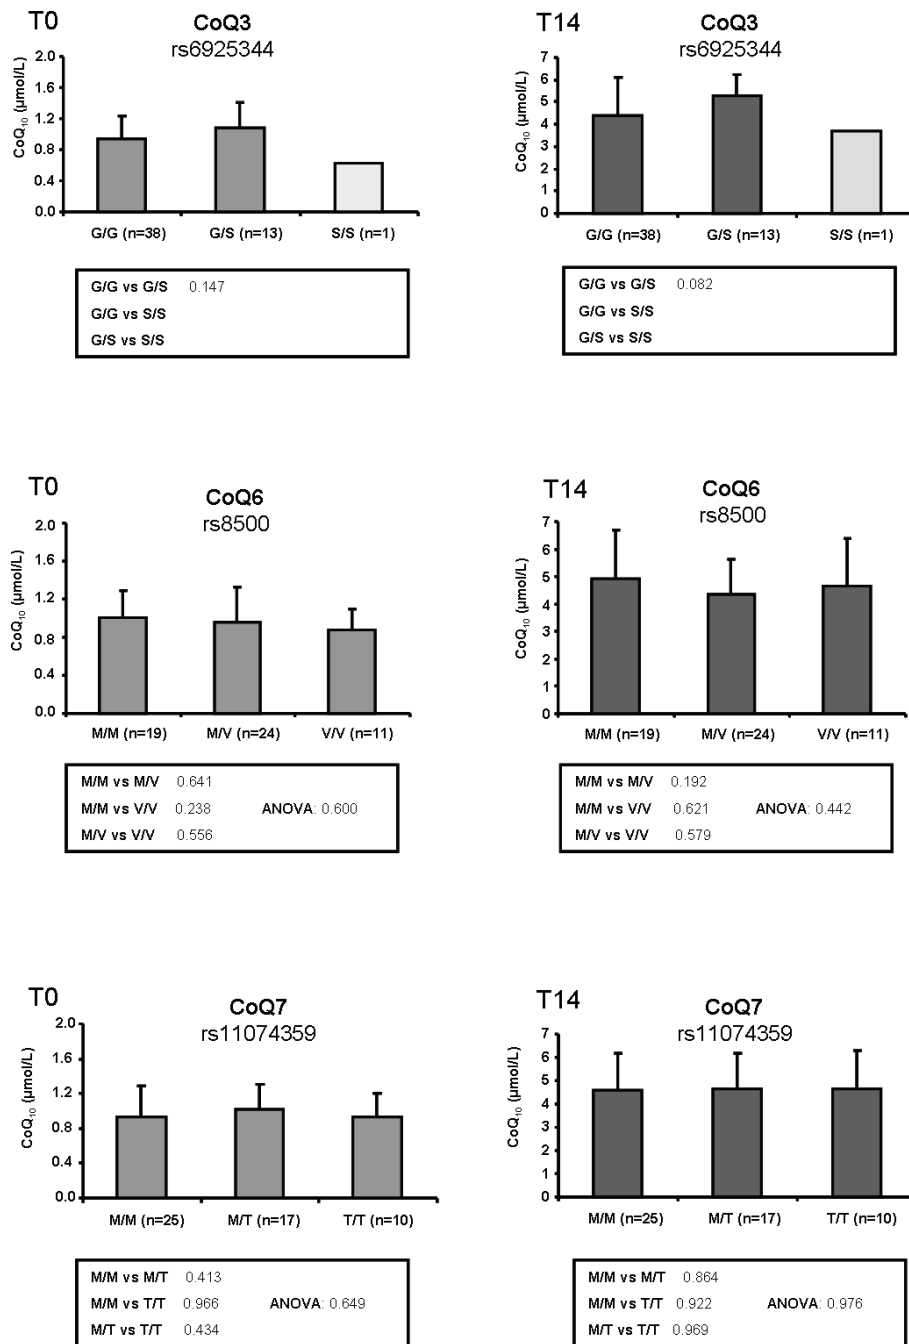 T0
CoQ3
rs6925344
2.0
1.6
1.2
0.8
0.4
0.0
CoQ₁₀ (µmol/L)
G/G (n=38) G/S (n=13) S/S (n=1)
G/G vs G/S 0.147
G/G vs S/S
G/S vs S/S
T14
CoQ3
rs6925344
7
6
5
4
3
2
1
0
CoQ₁₀ (µmol/L)
G/G (n=38) G/S (n=13) S/S (n=1)
G/G vs G/S 0.082
G/G vs S/S
G/S vs S/S
T0
CoQ6
rs8500
2.0
1.6
1.2
0.8
0.4
0.0
CoQ₁₀ (µmol/L)
M/M (n=19) M/V (n=24) V/V (n=11)
M/M vs M/V 0.641
M/M vs V/V 0.238 ANOVA: 0.600
M/V vs V/V 0.556
T14
CoQ6
rs8500
7
6
5
4
3
2
1
0
CoQ₁₀ (µmol/L)
M/M (n=19) M/V (n=24) V/V (n=11)
M/M vs M/V 0.192
M/M vs V/V 0.621 ANOVA: 0.442
M/V vs V/V 0.579
T0
CoQ7
rs11074359
2.0
1.6
1.2
0.8
0.4
0.0
CoQ₁₀ (µmol/L)
M/M (n=25) M/T (n=17) T/T (n=10)
M/M vs M/T 0.413
M/M vs T/T 0.966 ANOVA: 0.649
M/T vs T/T 0.434
T14
CoQ7
rs11074359
7
6
5
4
3
2
1
0
CoQ₁₀ (µmol/L)
M/M (n=25) M/T (n=17) T/T (n=10)
M/M vs M/T 0.864
M/M vs T/T 0.922 ANOVA: 0.976
M/T vs T/T 0.969